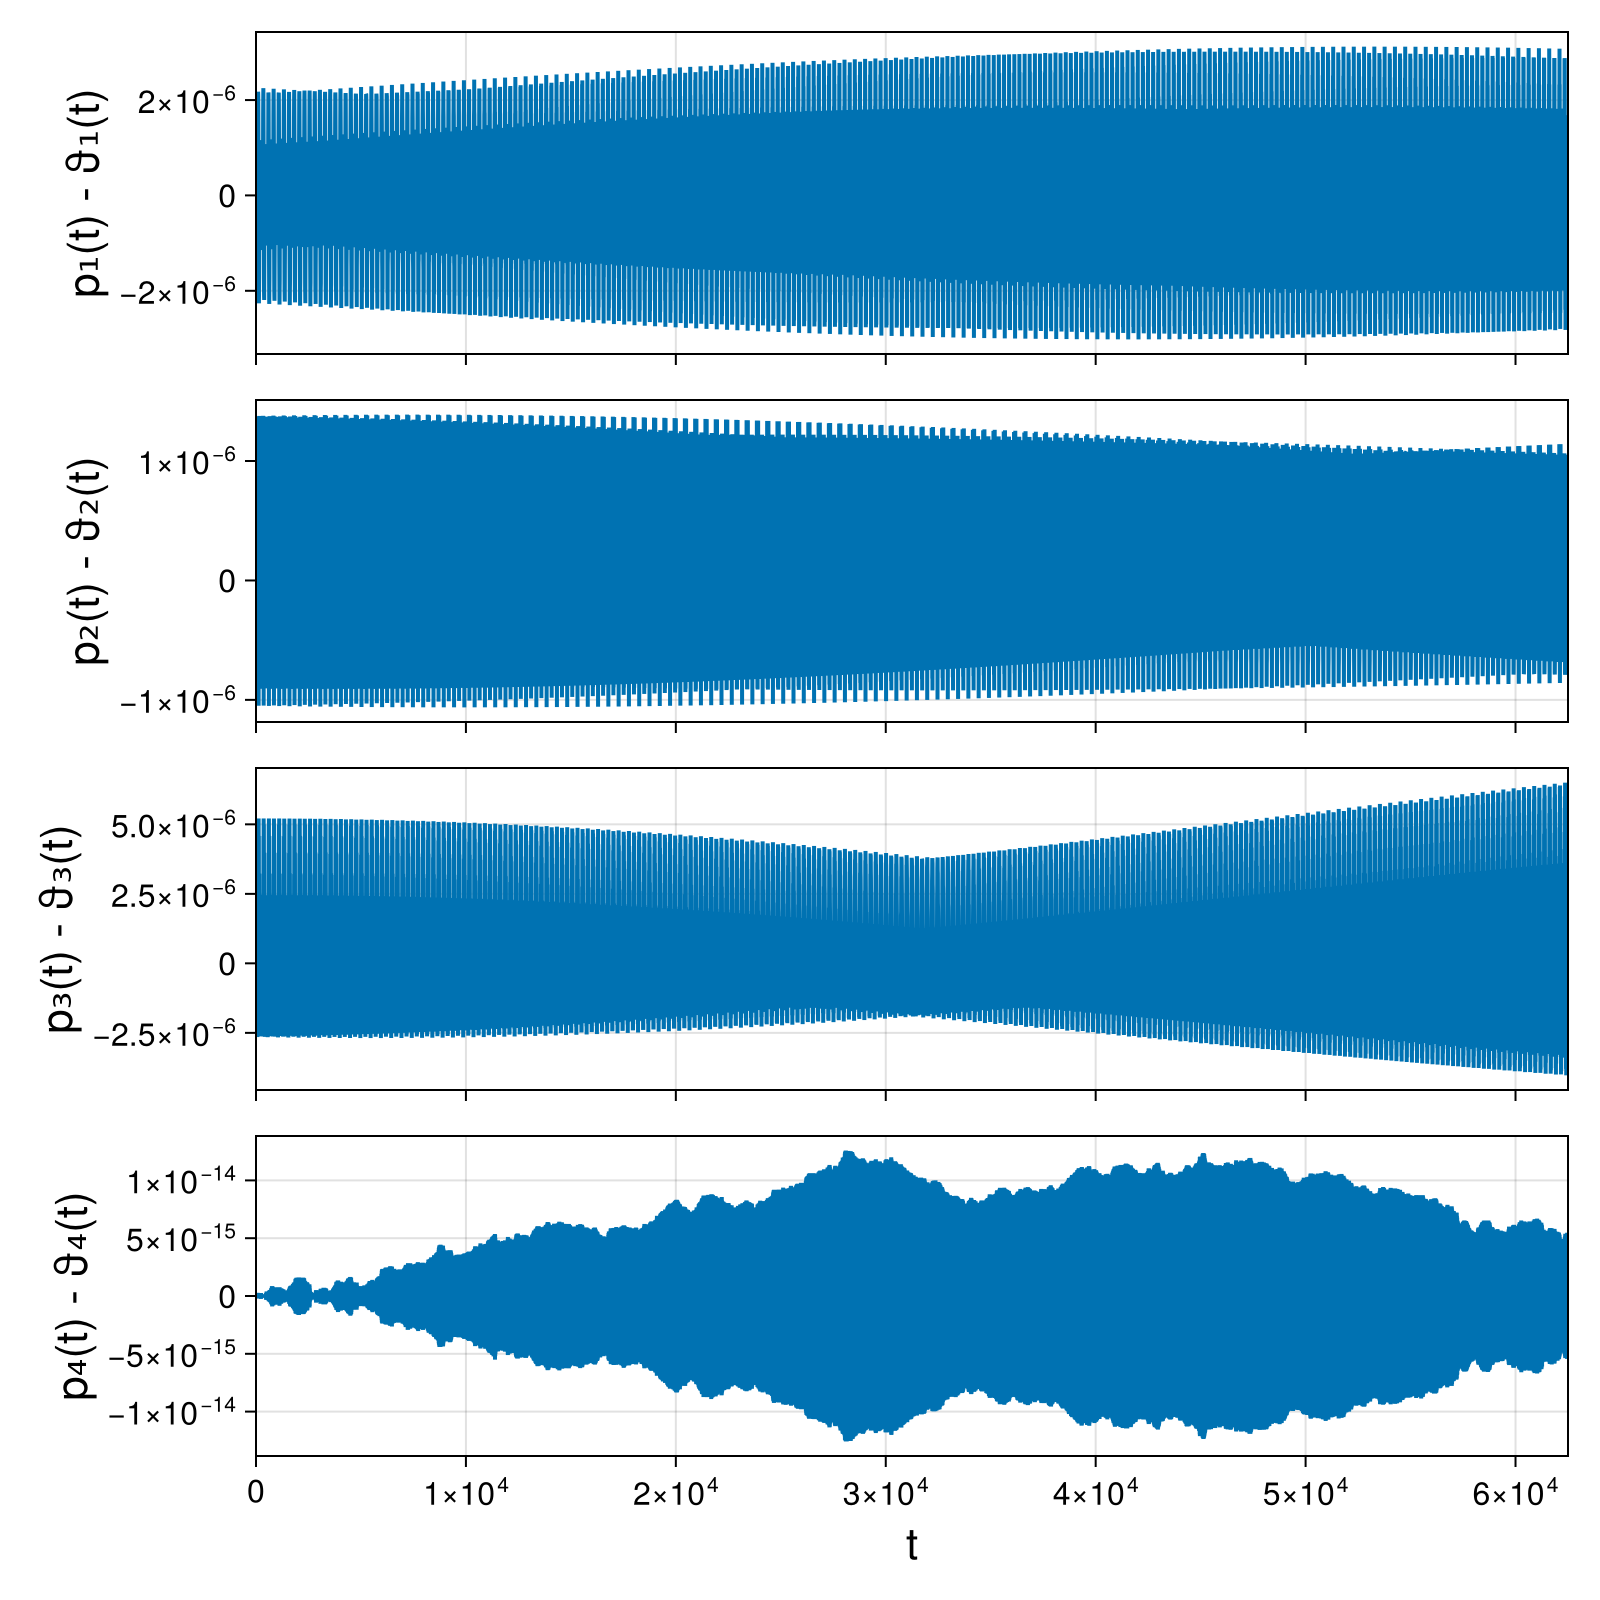 p₁(t) - ϑ₁(t)
2×10⁻⁶
0
−2×10⁻⁶
p₂(t) - ϑ₂(t)
1×10⁻⁶
0
−1×10⁻⁶
p₃(t) - ϑ₃(t)
5.0×10⁻⁶
2.5×10⁻⁶
0
−2.5×10⁻⁶
p₄(t) - ϑ₄(t)
1×10⁻¹⁴
5×10⁻¹⁵
0
−5×10⁻¹⁵
−1×10⁻¹⁴
0 1×10⁴ 2×10⁴ 3×10⁴ 4×10⁴ 5×10⁴ 6×10⁴
t